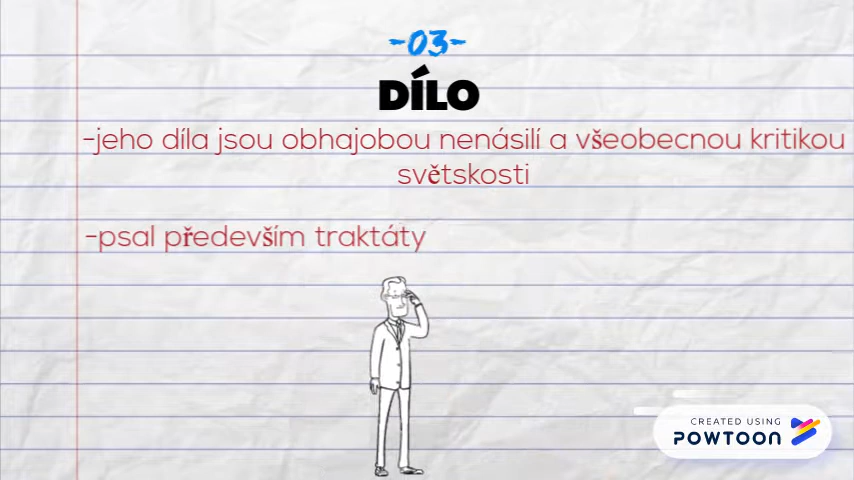 -03-
DÍLO
-jeho díla jsou obhajobou nenásilí a všeobecnou kritikou
světskosti
-psal především traktáty
CREATED USING
POWTOON